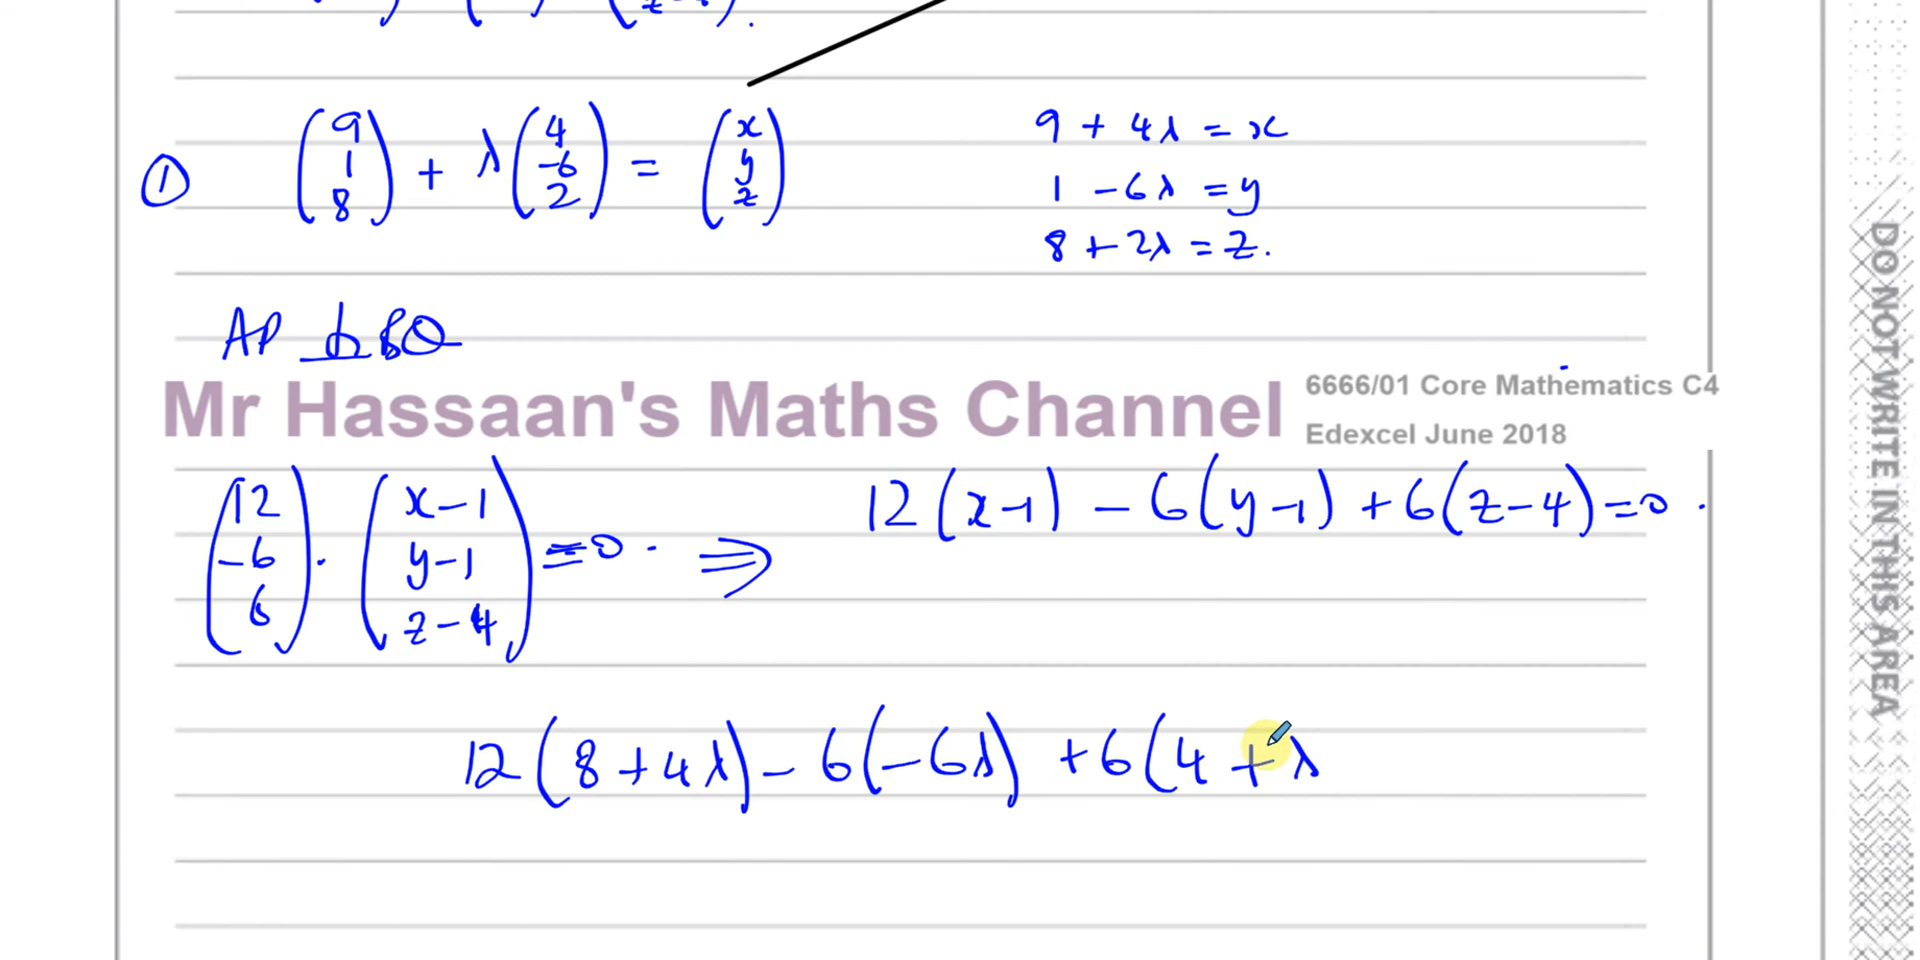 ① (9 1 8) + λ(4 -6 2) = (x y z)
9 + 4λ = x
1 - 6λ = y
8 + 2λ = z.
AP ⊥ BQ
Mr Hassaan's Maths Channel
6666/01 Core Mathematics C4
Edexcel June 2018
(12 -6 6) · (x-1 y-1 z-4) = 0 . ⇒ 12(x-1) - 6(y-1) + 6(z-4) = 0 .
12(8+4λ) - 6(-6λ) + 6(4 + λ
DO NOT WRITE IN THIS AREA